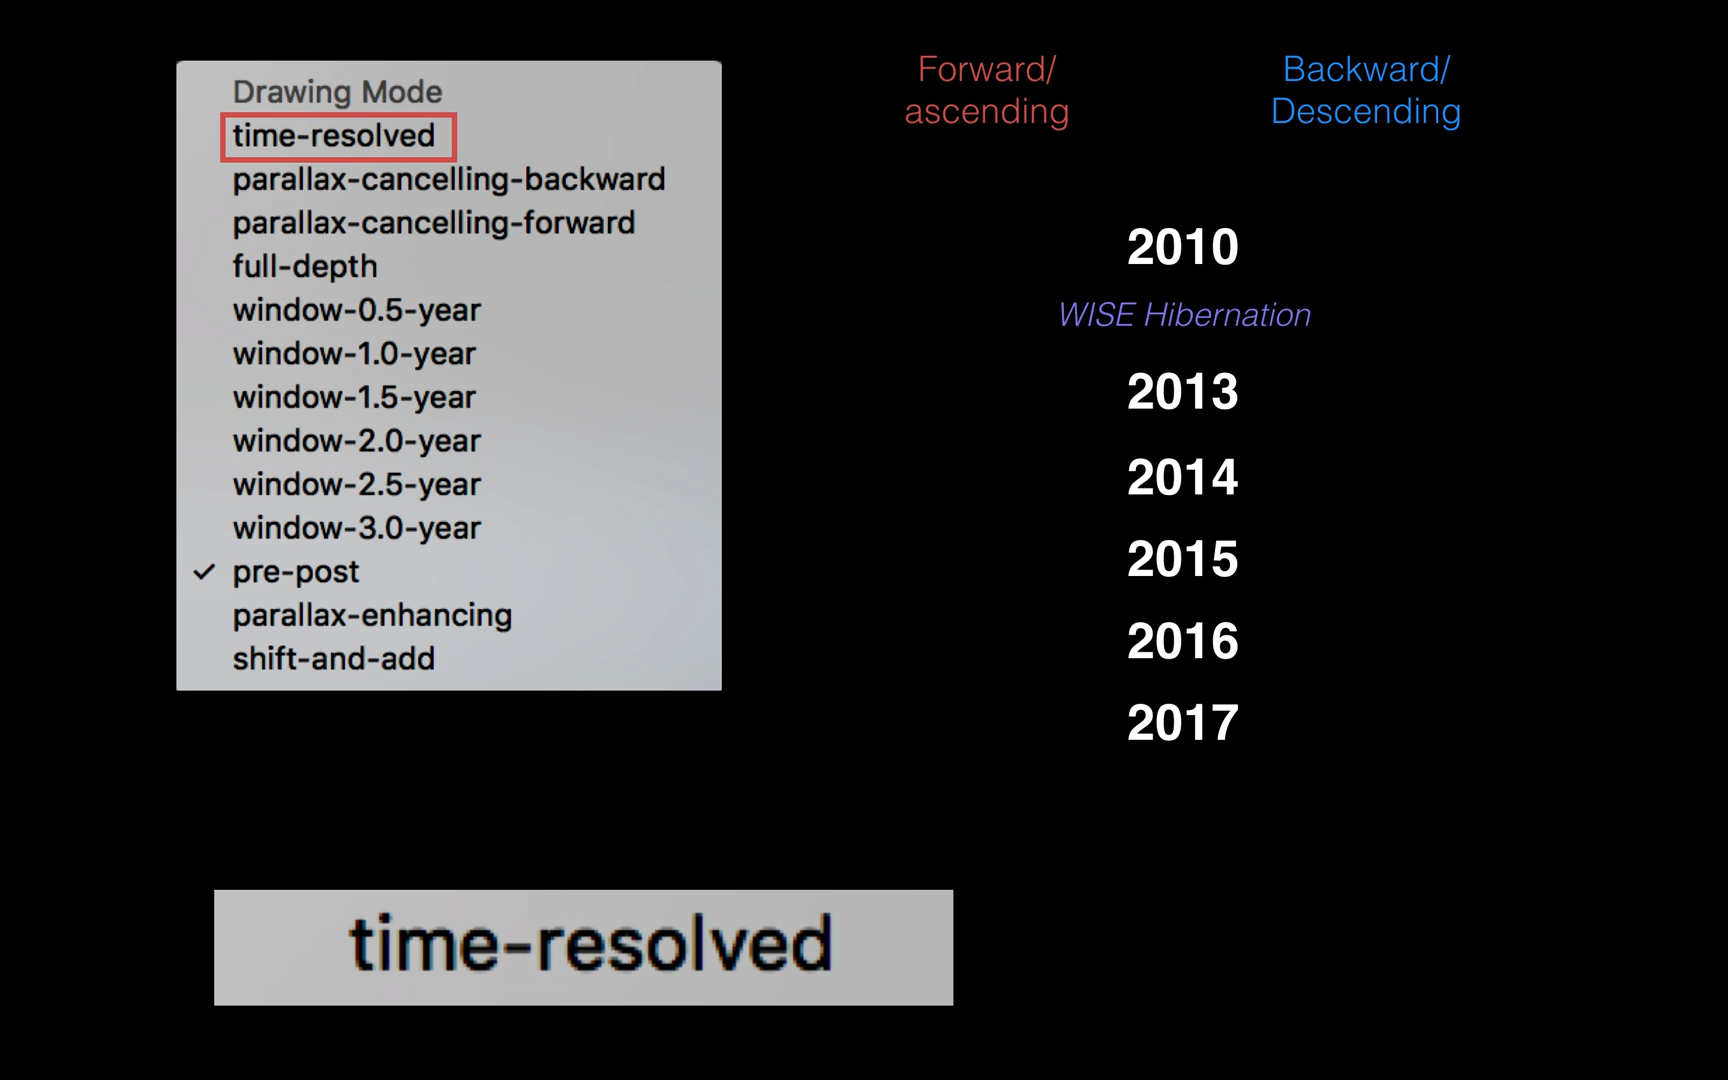 Drawing Mode
time-resolved
parallax-cancelling-backward
parallax-cancelling-forward
full-depth
window-0.5-year
window-1.0-year
window-1.5-year
window-2.0-year
window-2.5-year
window-3.0-year
✓ pre-post
parallax-enhancing
shift-and-add
Forward/
ascending
Backward/
Descending
2010
WISE Hibernation
2013
2014
2015
2016
2017
time-resolved